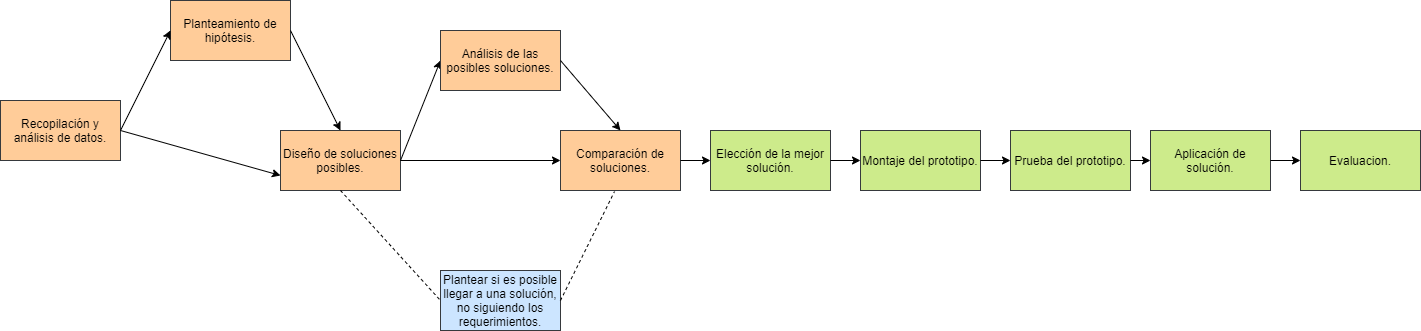 Planteamiento de
hipótesis.
Análisis de las
posibles soluciones.
Recopilación y
análisis de datos.
Diseño de soluciones
posibles.
Comparación de
soluciones.
Elección de la mejor
solución.
Montaje del prototipo.
Prueba del prototipo.
Aplicación de
solución.
Evaluacion.
Plantear si es posible
llegar a una solución,
no siguiendo los
requerimientos.